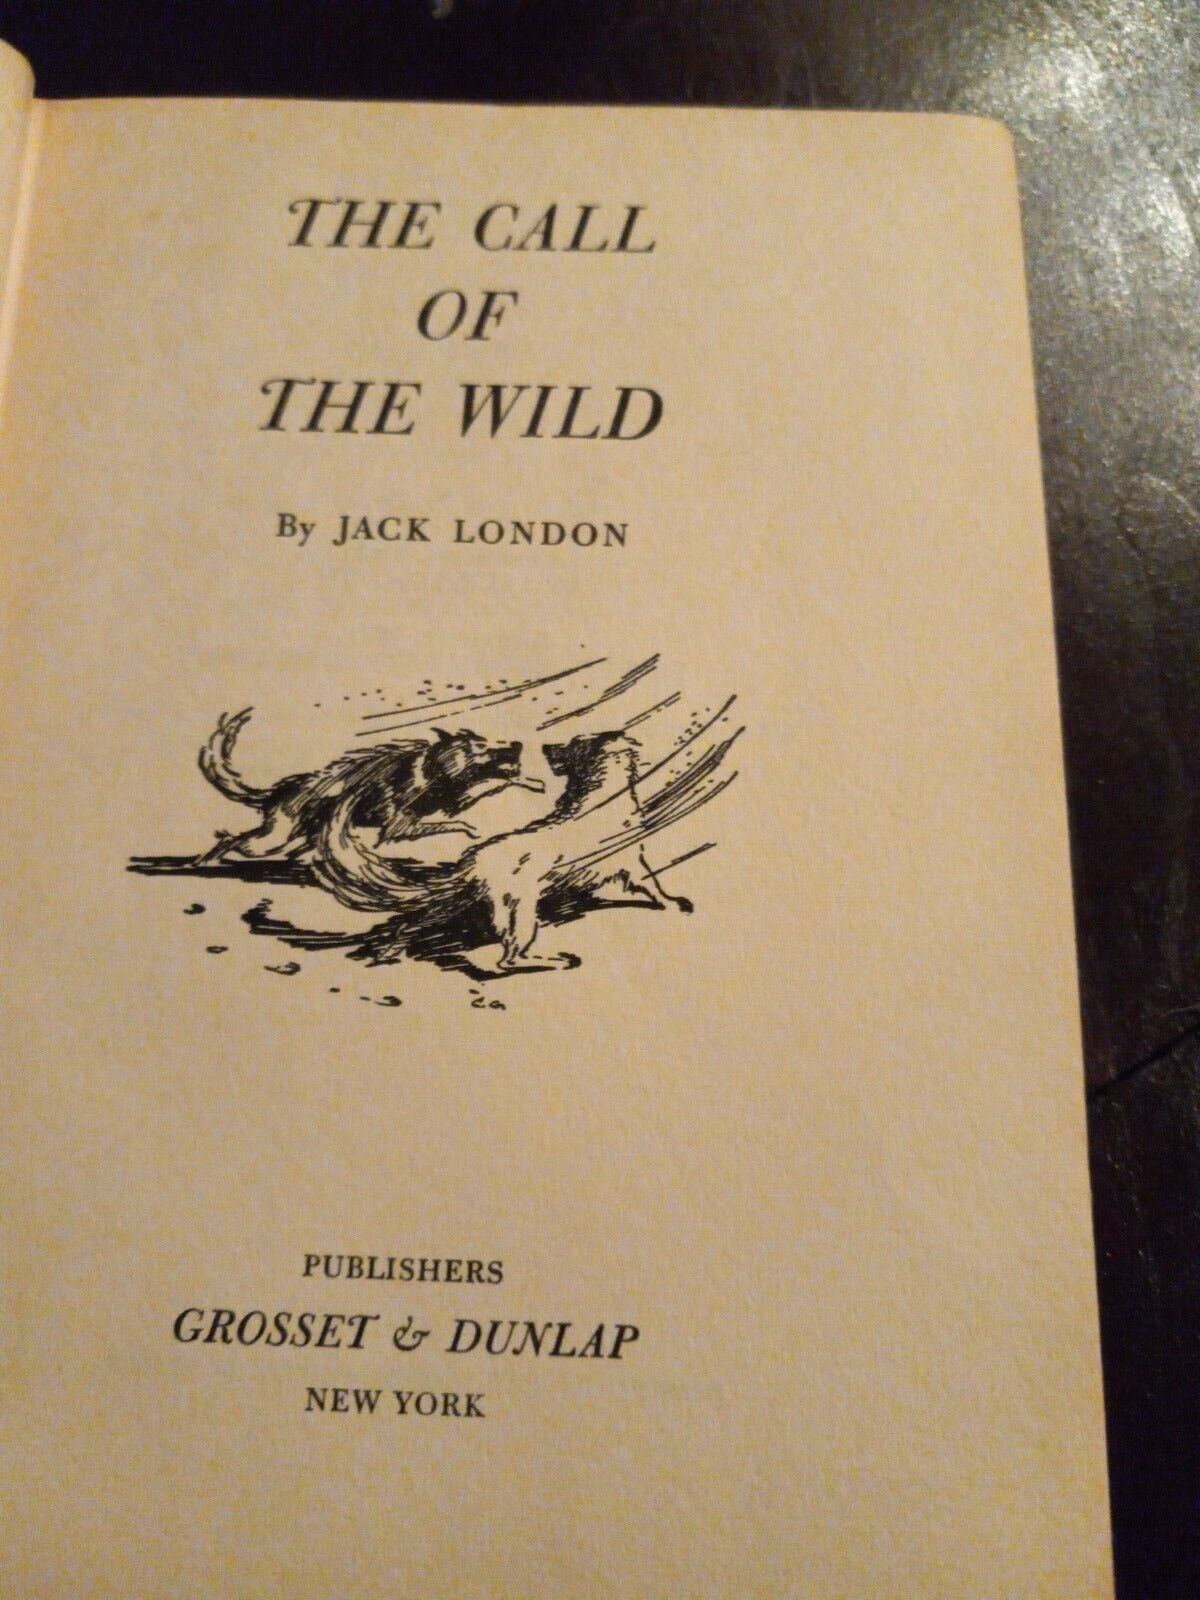 THE CALL
OF
THE WILD
By JACK LONDON
PUBLISHERS
GROSSET & DUNLAP
NEW YORK